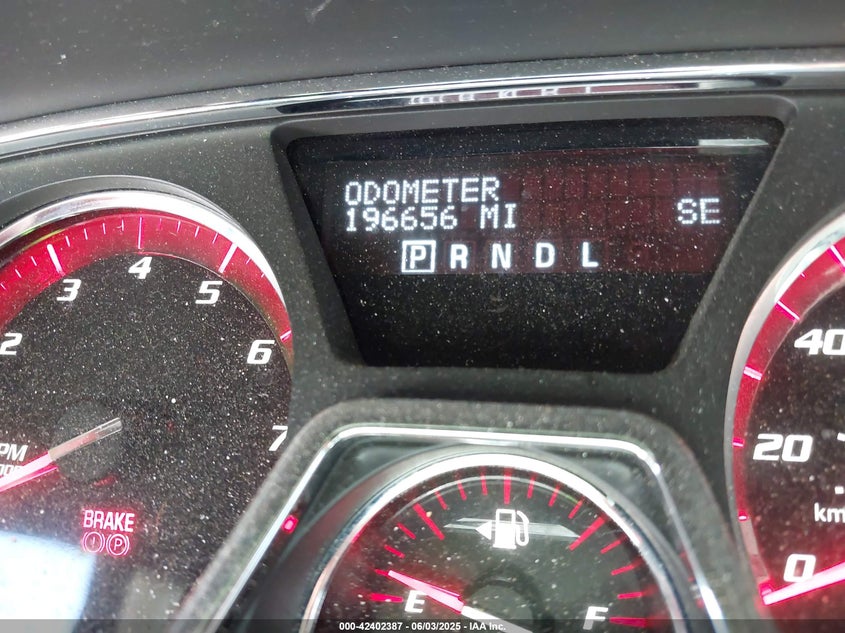 ODOMETER
196656 MI SE
P R N D L
2 3 4 5 6 7
40
20
0
BRAKE
P
E F
000-42402387 - 06/03/2025 - IAA Inc.